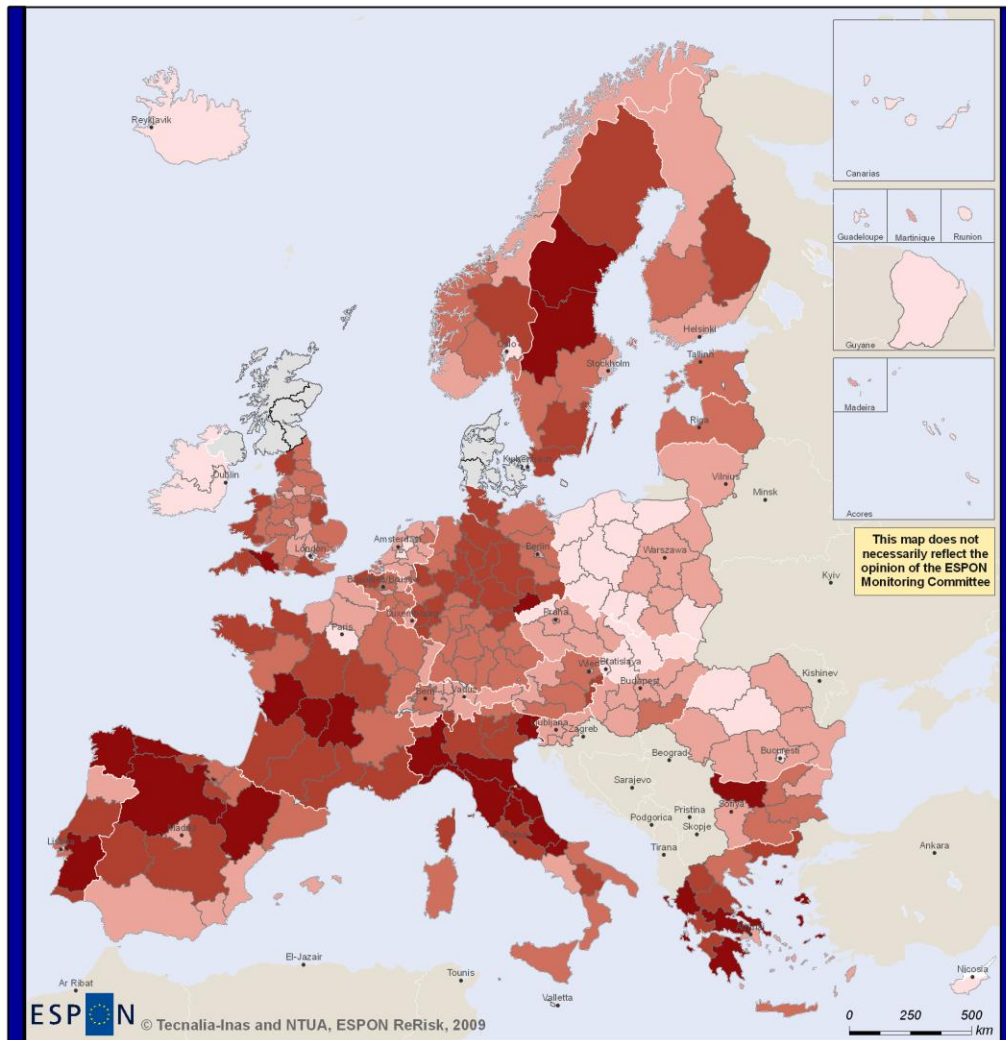 Reykjavik
Canarias
Guadeloupe
Martinique
Guyane
Madeira
Acores
This map does not
necessarily reflect the
opinion of the ESPON
Monitoring Committee
Oslo
Helsinki
Stockholm
Tallinn
Riga
Vilnius
Minsk
Dublin
London
Amsterdam
Berlin
Warszawa
Kyiv
Paris
Praha
Wien
Bratislava
Budapest
Kishinev
Bern
Vaduz
Ljubljana
Zagreb
Beograd
Bucuresti
Sarajevo
Pristina
Sofiya
Podgorica
Skopje
Tirana
Ankara
Madrid
El-Jazair
Tounis
Ar Ribat
Valletta
Nicosia
ESPON
© Tecnalia-Inas and NTUA, ESPON ReRisk, 2009
0 250 500
km